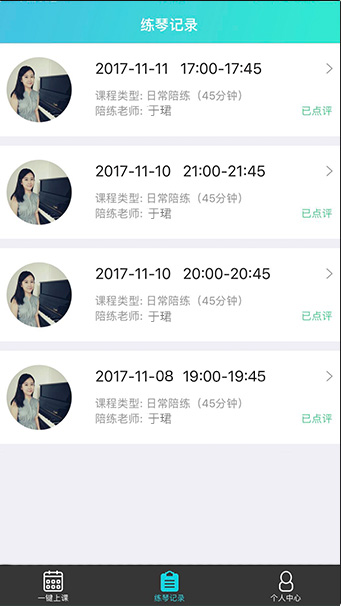 练琴记录
2017-11-11 17:00-17:45
课程类型: 日常陪练（45分钟）
陪练老师: 于珺
已点评
2017-11-10 21:00-21:45
课程类型: 日常陪练（45分钟）
陪练老师: 于珺
已点评
2017-11-10 20:00-20:45
课程类型: 日常陪练（45分钟）
陪练老师: 于珺
已点评
2017-11-08 19:00-19:45
课程类型: 日常陪练（45分钟）
陪练老师: 于珺
已点评
一键上课
练琴记录
个人中心